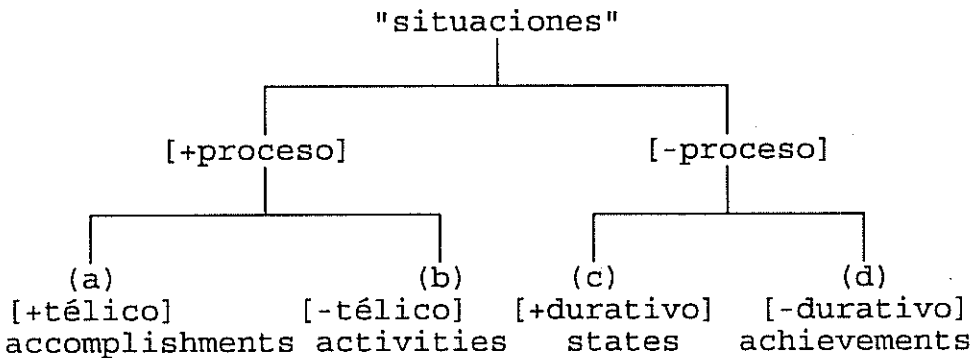 "situaciones"
[+proceso] [-proceso]
(a) (b) (c) (d)
[+télico] [-télico] [+durativo] [-durativo]
accomplishments activities states achievements